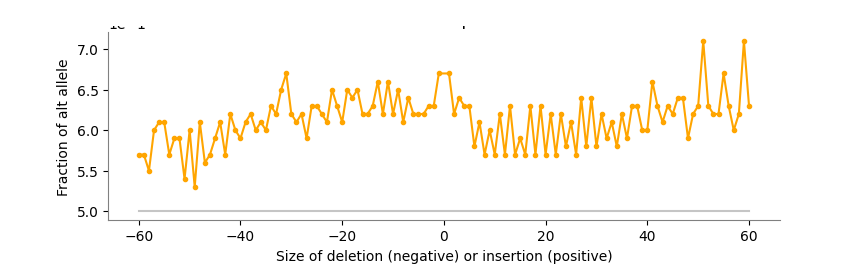 7.0
6.5
6.0
5.5
5.0
Fraction of alt allele
−60 −40 −20 0 20 40 60
Size of deletion (negative) or insertion (positive)